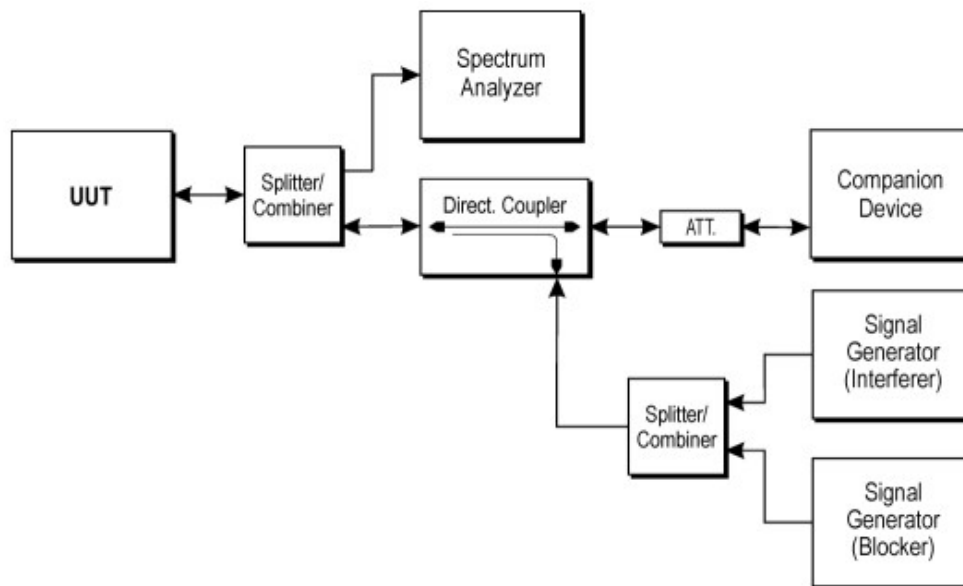 Spectrum
Analyzer
UUT
Splitter/
Combiner
Direct. Coupler
ATT.
Companion
Device
Signal
Generator
(Interferer)
Splitter/
Combiner
Signal
Generator
(Blocker)